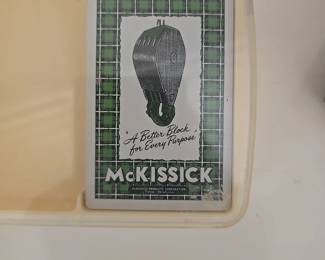 "A Better Block
for Every Purpose"
McKISSICK